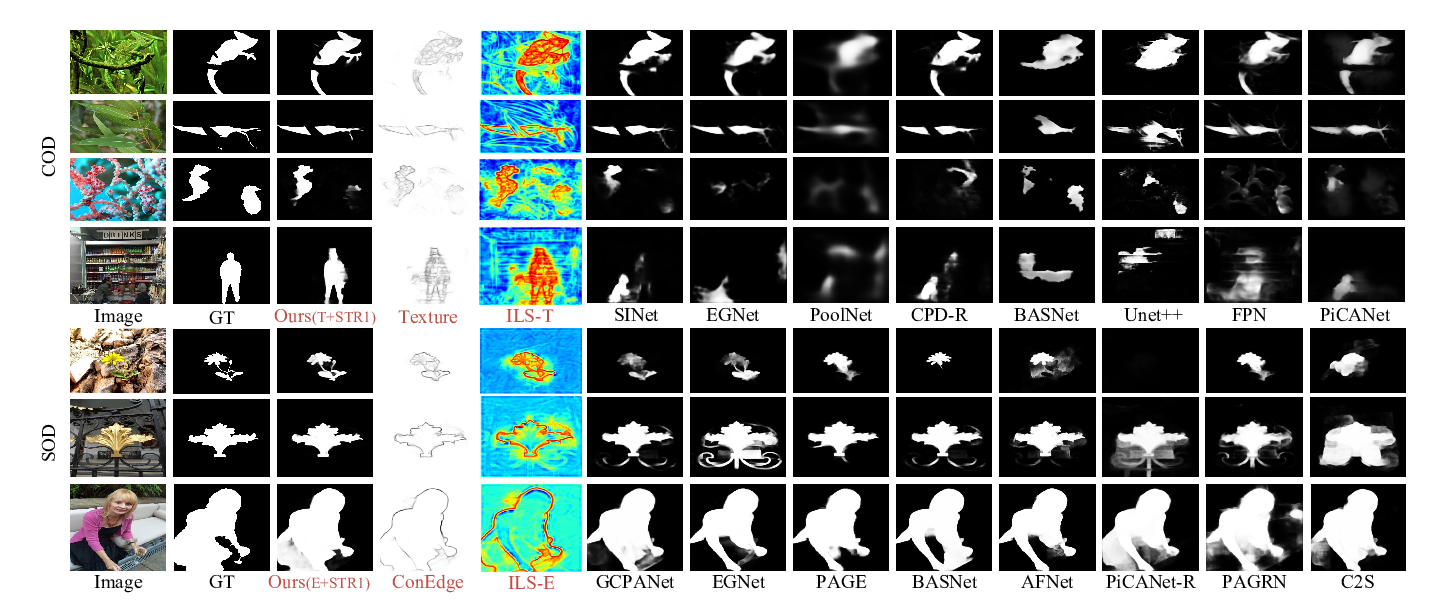 COD
DRINKS
Image GT Ours(T+STR1) Texture ILS-T SINet EGNet PoolNet CPD-R BASNet Unet++ FPN PiCANet
SOD
Image GT Ours(E+STR1) ConEdge ILS-E GCPANet EGNet PAGE BASNet AFNet PiCANet-R PAGRN C2S